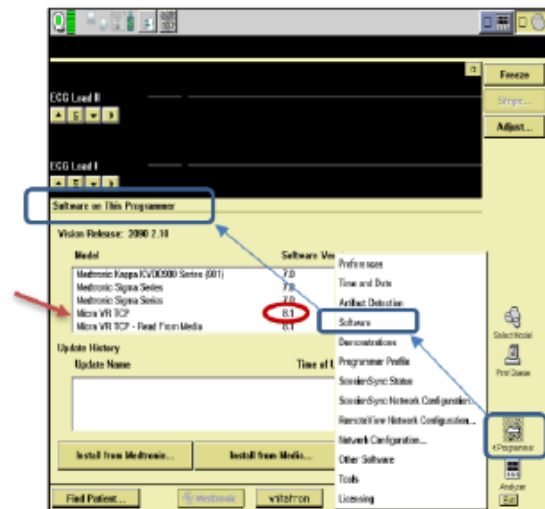 Freeze
Strips...
Adjust...
ECG Lead II
ECG Lead I
Software on This Programmer
Vision Release: 2090 2.10
Model
Software Ve
Medtronic Kappa KVDD900 Series (001) 7.0
Medtronic Sigma Series 7.0
Medtronic Sigma Series 7.0
Micra VR TCP 8.1
Micra VR TCP - Read From Media 8.1
Update History
Update Name
Time of U
Install from Medtronic...
Install from Media...
Preferences
Time and Date
Artifact Detection
Software
Demonstrations
Programmer Profile
SessionSync Status
SessionSync Network Configuration...
RemoteView Network Configuration...
Network Configuration...
Other Software
Tools
Licensing
Select Model
Print Queue
Programmer
Analyzer
Find Patient...
Medtronic
vitatron